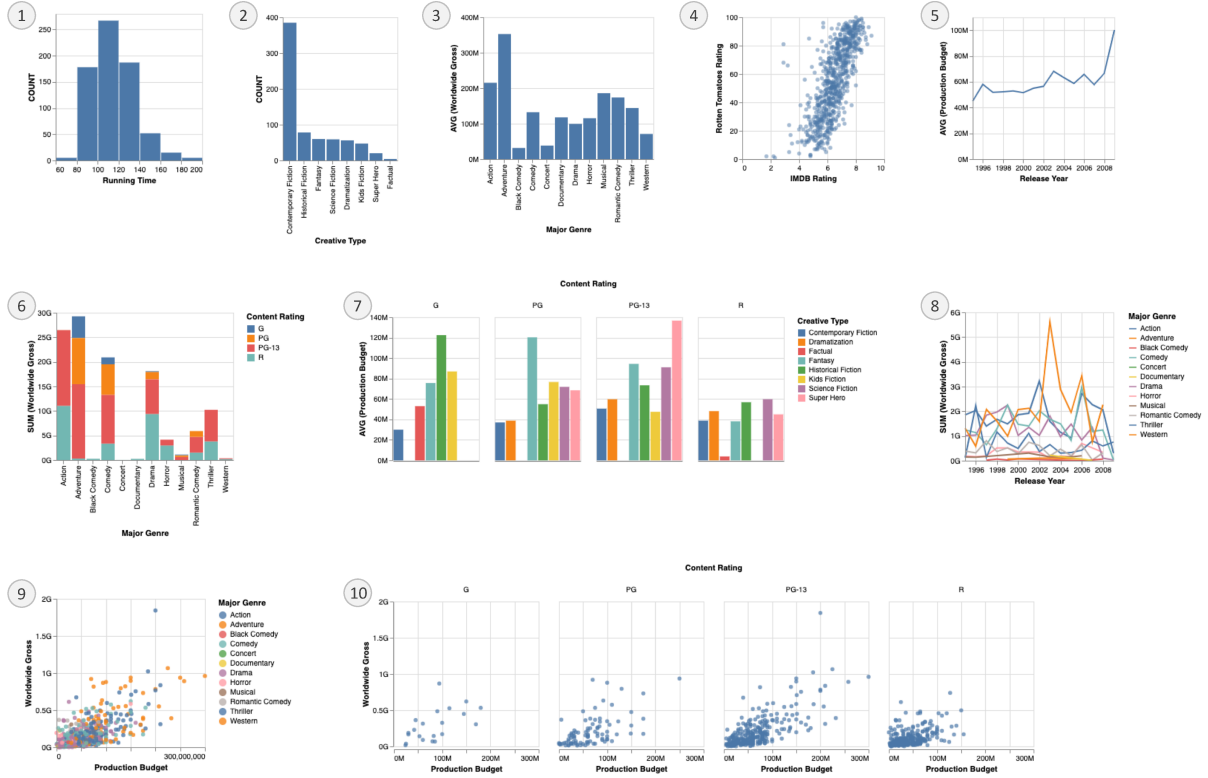 1
250
200
150
100
50
0
COUNT
60 80 100 120 140 160 180 200
Running Time
2
400
300
200
100
0
COUNT
Contemporary Fiction
Historical Fiction
Fantasy
Science Fiction
Dramatization
Kids Fiction
Super Hero
Factual
Creative Type
3
400M
300M
200M
100M
0M
AVG (Worldwide Gross)
Action
Adventure
Black Comedy
Comedy
Concert
Documentary
Drama
Horror
Musical
Romantic Comedy
Thriller
Western
Major Genre
4
100
80
60
40
20
0
Rotten Tomatoes Rating
0 2 4 6 8 10
IMDB Rating
5
100M
80M
60M
40M
20M
0M
AVG (Production Budget)
1996 1998 2000 2002 2004 2006 2008
Release Year
6
30G
25G
20G
15G
10G
5G
0G
SUM (Worldwide Gross)
Action
Adventure
Black Comedy
Comedy
Concert
Documentary
Drama
Horror
Musical
Romantic Comedy
Thriller
Western
Major Genre
Content Rating
G
PG
PG-13
R
7
Content Rating
G PG PG-13 R
140M
120M
100M
80M
60M
40M
20M
0M
AVG (Production Budget)
Creative Type
Contemporary Fiction
Dramatization
Factual
Fantasy
Historical Fiction
Kids Fiction
Science Fiction
Super Hero
8
6G
5G
4G
3G
2G
1G
0G
SUM (Worldwide Gross)
1996 1998 2000 2002 2004 2006 2008
Release Year
Major Genre
Action
Adventure
Black Comedy
Comedy
Concert
Documentary
Drama
Horror
Musical
Romantic Comedy
Thriller
Western
9
2G
1.5G
1G
0.5G
0G
Worldwide Gross
0 300,000,000
Production Budget
Major Genre
Action
Adventure
Black Comedy
Comedy
Concert
Documentary
Drama
Horror
Musical
Romantic Comedy
Thriller
Western
10
Content Rating
G PG PG-13 R
2G
1.5G
1G
0.5G
0G
Worldwide Gross
0M 100M 200M 300M 0M 100M 200M 300M 0M 100M 200M 300M 0M 100M 200M 300M
Production Budget Production Budget Production Budget Production Budget